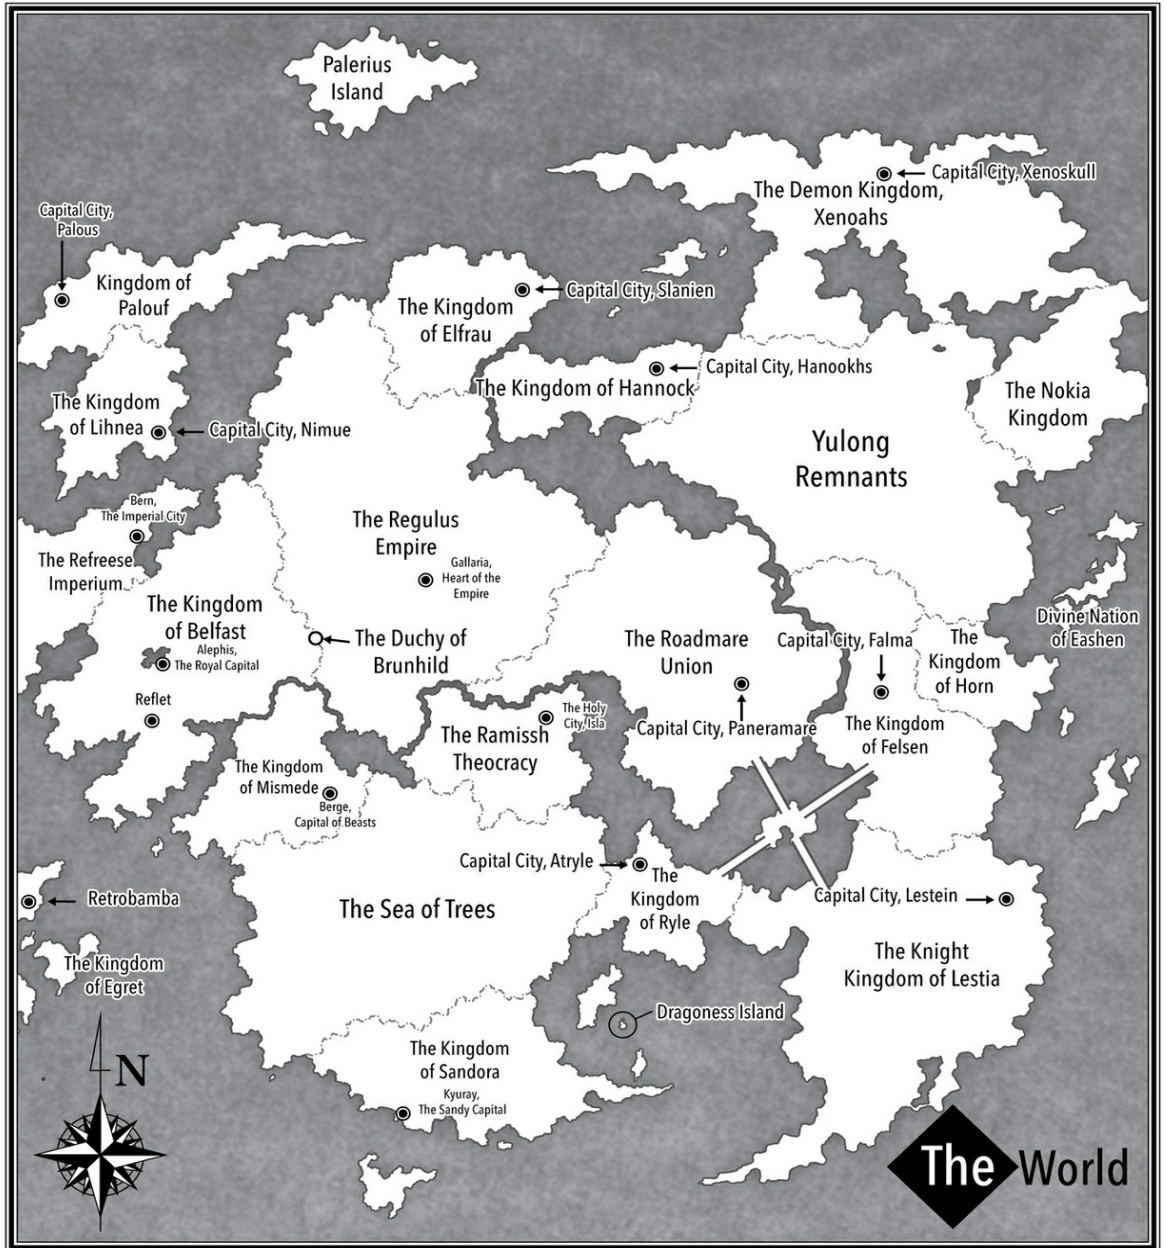 Palerius
Island
Capital City, Xenoskull
The Demon Kingdom,
Xenoahs
Capital City,
Palous
Kingdom of
Palouf
The Kingdom
of Elfrau
Capital City, Slanien
The Kingdom of Hannock
Capital City, Hanookhs
The Nokia
Kingdom
The Kingdom
of Lihnea
Capital City, Nimue
Yulong
Remnants
Bern,
The Imperial City
The Refreese
Imperium
The Regulus
Empire
Gallaria,
Heart of the
Empire
The Kingdom
of Belfast
Alephis,
The Royal Capital
The Duchy of
Brunhild
The Roadmare
Union
Capital City, Paneramare
Capital City, Falma
The Kingdom
of Felsen
The
Kingdom
of Horn
Divine Nation
of Eashen
Reflet
The Holy
City, Isla
The Ramissh
Theocracy
The Kingdom
of Mismede
Berge,
Capital of Beasts
Capital City, Atryle
The
Kingdom
of Ryle
Capital City, Lestein
The Knight
Kingdom of Lestia
Retrobamba
The Kingdom
of Egret
The Sea of Trees
Dragoness Island
The Kingdom
of Sandora
Kyuray,
The Sandy Capital
N
The World